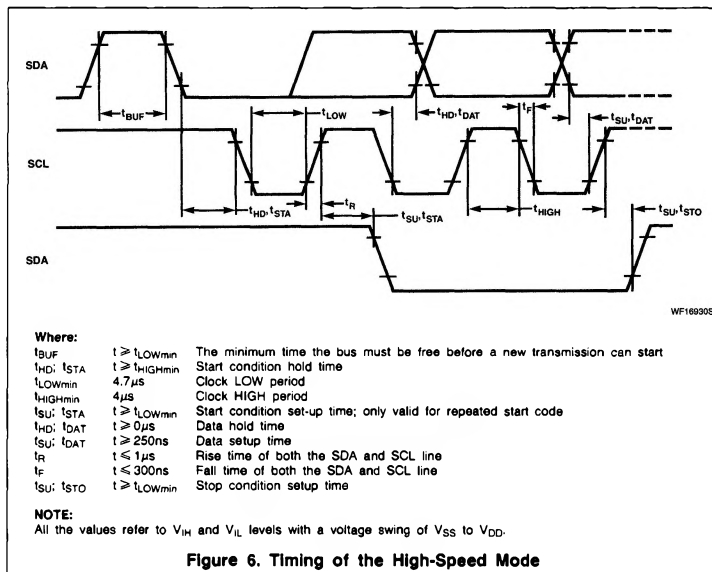 SDA
tBUF
tLOW
tHD,tDAT
tF
tSU,tDAT
SCL
tHD,tSTA
tR
tSU,tSTA
tHIGH
tSU,tSTO
SDA
WF16930S
Where:
tBUF t ≥ tLOWmin The minimum time the bus must be free before a new transmission can start
tHD; tSTA t ≥ tHIGHmin Start condition hold time
tLOWmin 4.7μs Clock LOW period
tHIGHmin 4μs Clock HIGH period
tSU; tSTA t ≥ tLOWmin Start condition set-up time; only valid for repeated start code
tHD; tDAT t ≥ 0μs Data hold time
tSU; tDAT t ≥ 250ns Data setup time
tR t ≤ 1μs Rise time of both the SDA and SCL line
tF t ≤ 300ns Fall time of both the SDA and SCL line
tSU; tSTO t ≥ tLOWmin Stop condition setup time
NOTE:
All the values refer to VIH and VIL levels with a voltage swing of VSS to VDD.
Figure 6. Timing of the High-Speed Mode